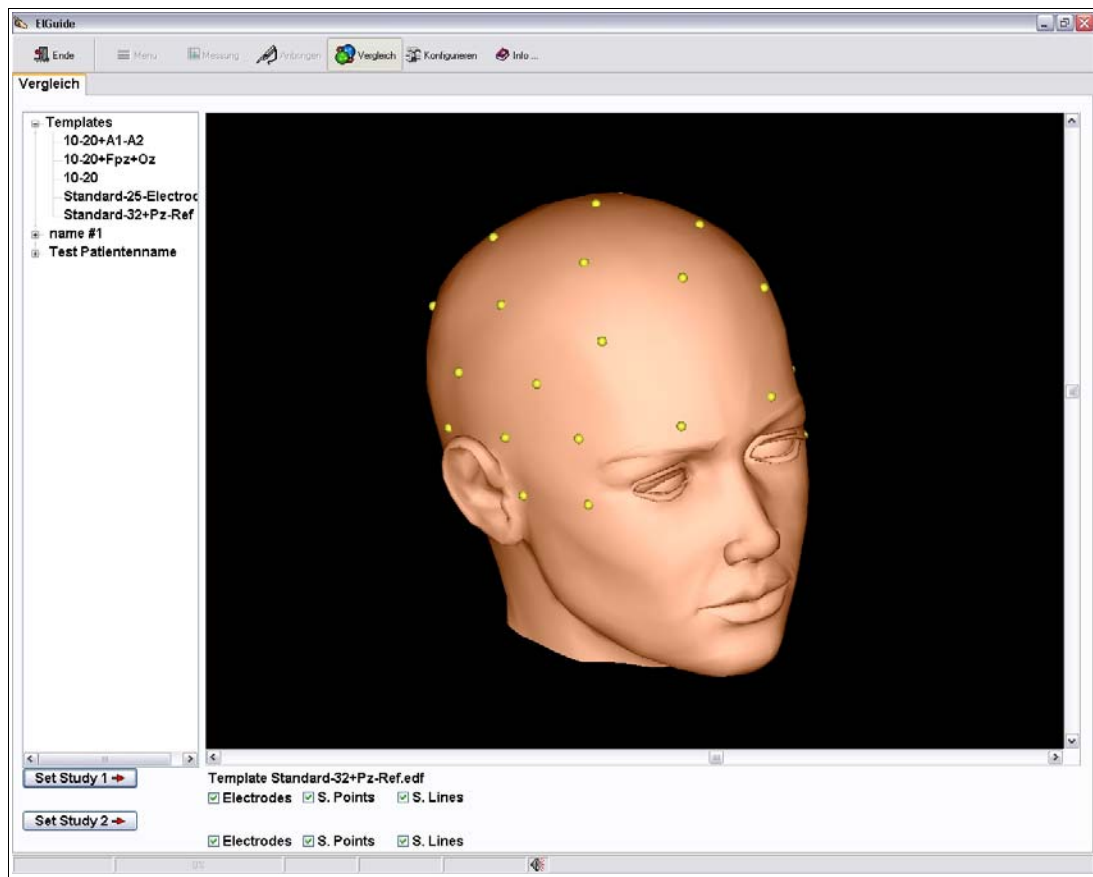 ElGuide
Ende Menu Messung Anbringen Vergleich Konfigurieren Info ...
Vergleich
Templates
10-20+A1-A2
10-20+Fpz+Oz
10-20
Standard-25-Electrod
Standard-32+Pz-Ref
name #1
Test Patientenname
Set Study 1
Template Standard-32+Pz-Ref.edf
Electrodes S. Points S. Lines
Set Study 2
Electrodes S. Points S. Lines
0%